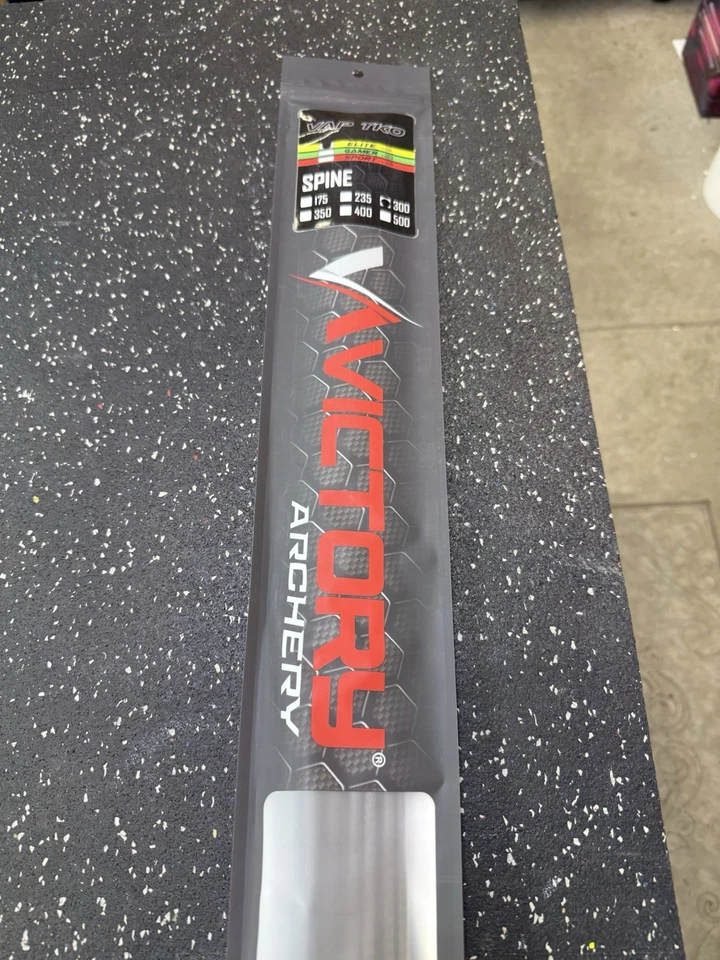 VAP TKO
ELITE
GAMER
SPORT
SPINE
175 235 300
350 400 500
VICTORY®
ARCHERY